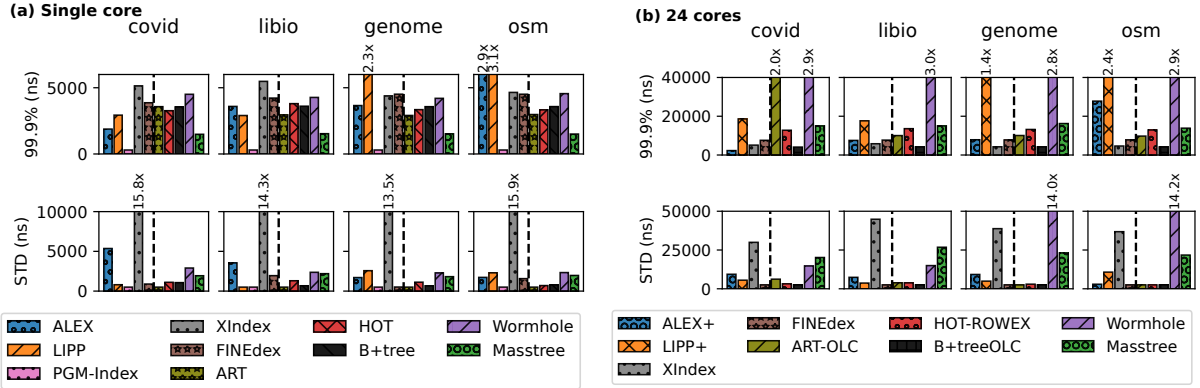 (a) Single core
covid libio genome osm
2.3x 2.9x 3.1x
99.9% (ns)
5000
0
15.8x 14.3x 13.5x 15.9x
STD (ns)
10000
5000
0
ALEX XIndex HOT Wormhole
LIPP FINEdex B+tree Masstree
PGM-Index ART
(b) 24 cores
covid libio genome osm
2.0x 2.9x 3.0x 1.4x 2.8x 2.4x 2.9x
99.9% (ns)
40000
20000
0
14.0x 14.2x
STD (ns)
50000
25000
0
ALEX+ FINEdex HOT-ROWEX Wormhole
LIPP+ ART-OLC B+treeOLC Masstree
XIndex